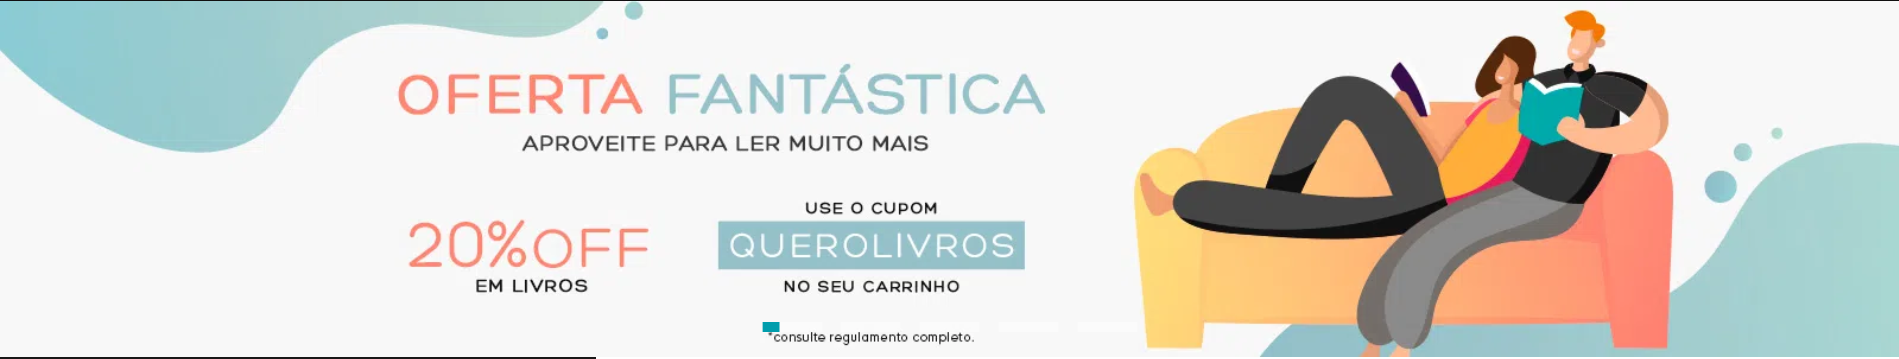 OFERTA FANTÁSTICA
APROVEITE PARA LER MUITO MAIS
20%OFF
EM LIVROS
USE O CUPOM
QUEROLIVROS
NO SEU CARRINHO
*consulte regulamento completo.